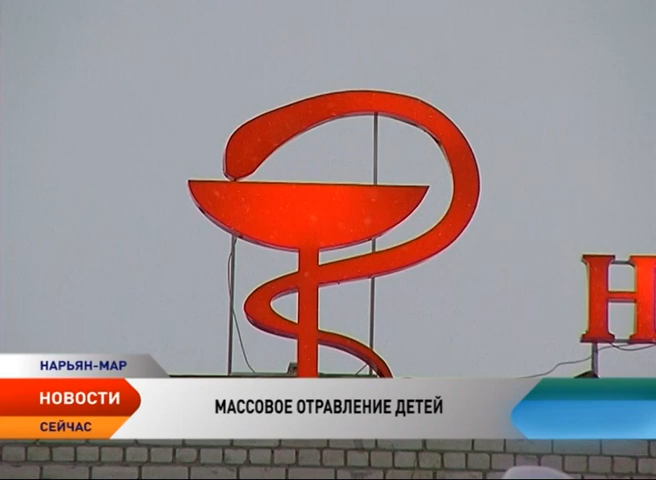 Н
НАРЬЯН-МАР
НОВОСТИ
МАССОВОЕ ОТРАВЛЕНИЕ ДЕТЕЙ
СЕЙЧАС